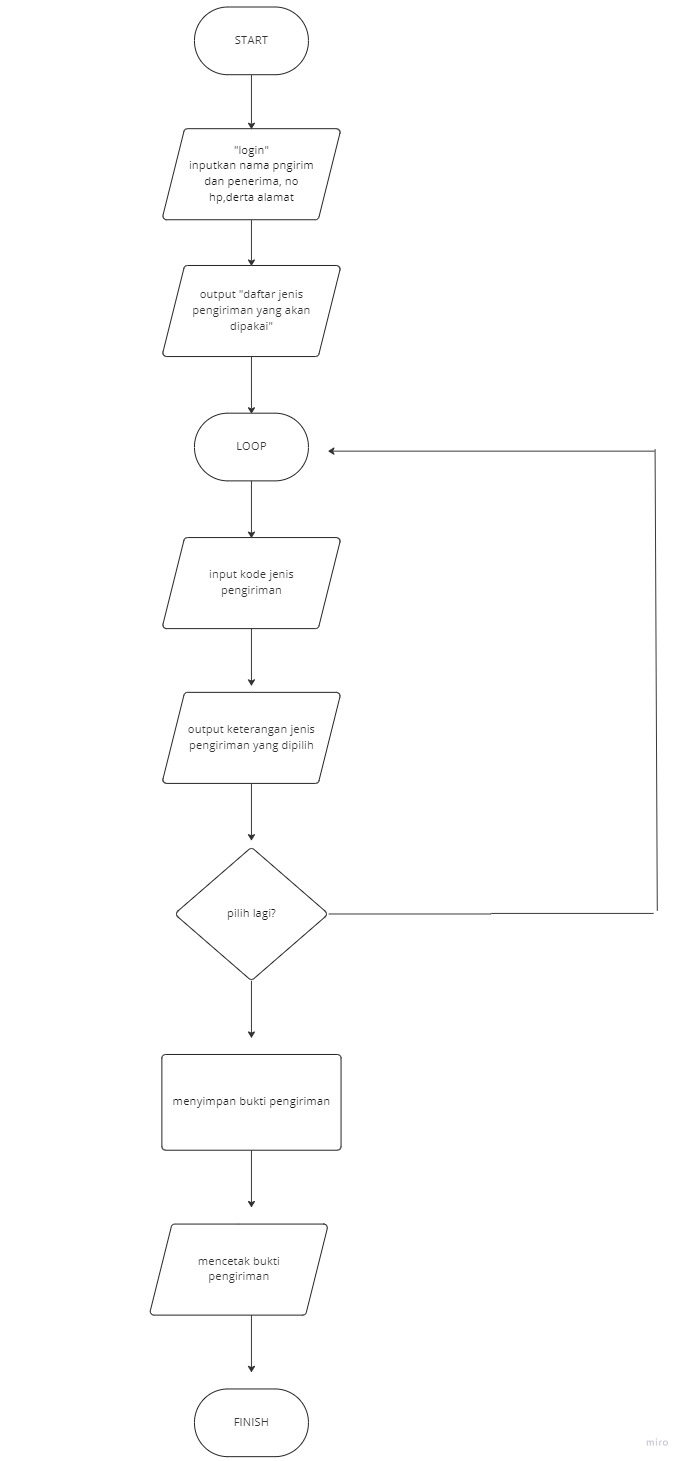 START
"login"
inputkan nama pngirim
dan penerima, no
hp,derta alamat
output "daftar jenis
pengiriman yang akan
dipakai"
LOOP
input kode jenis
pengiriman
output keterangan jenis
pengiriman yang dipilih
pilih lagi?
menyimpan bukti pengiriman
mencetak bukti
pengiriman
FINISH
miro